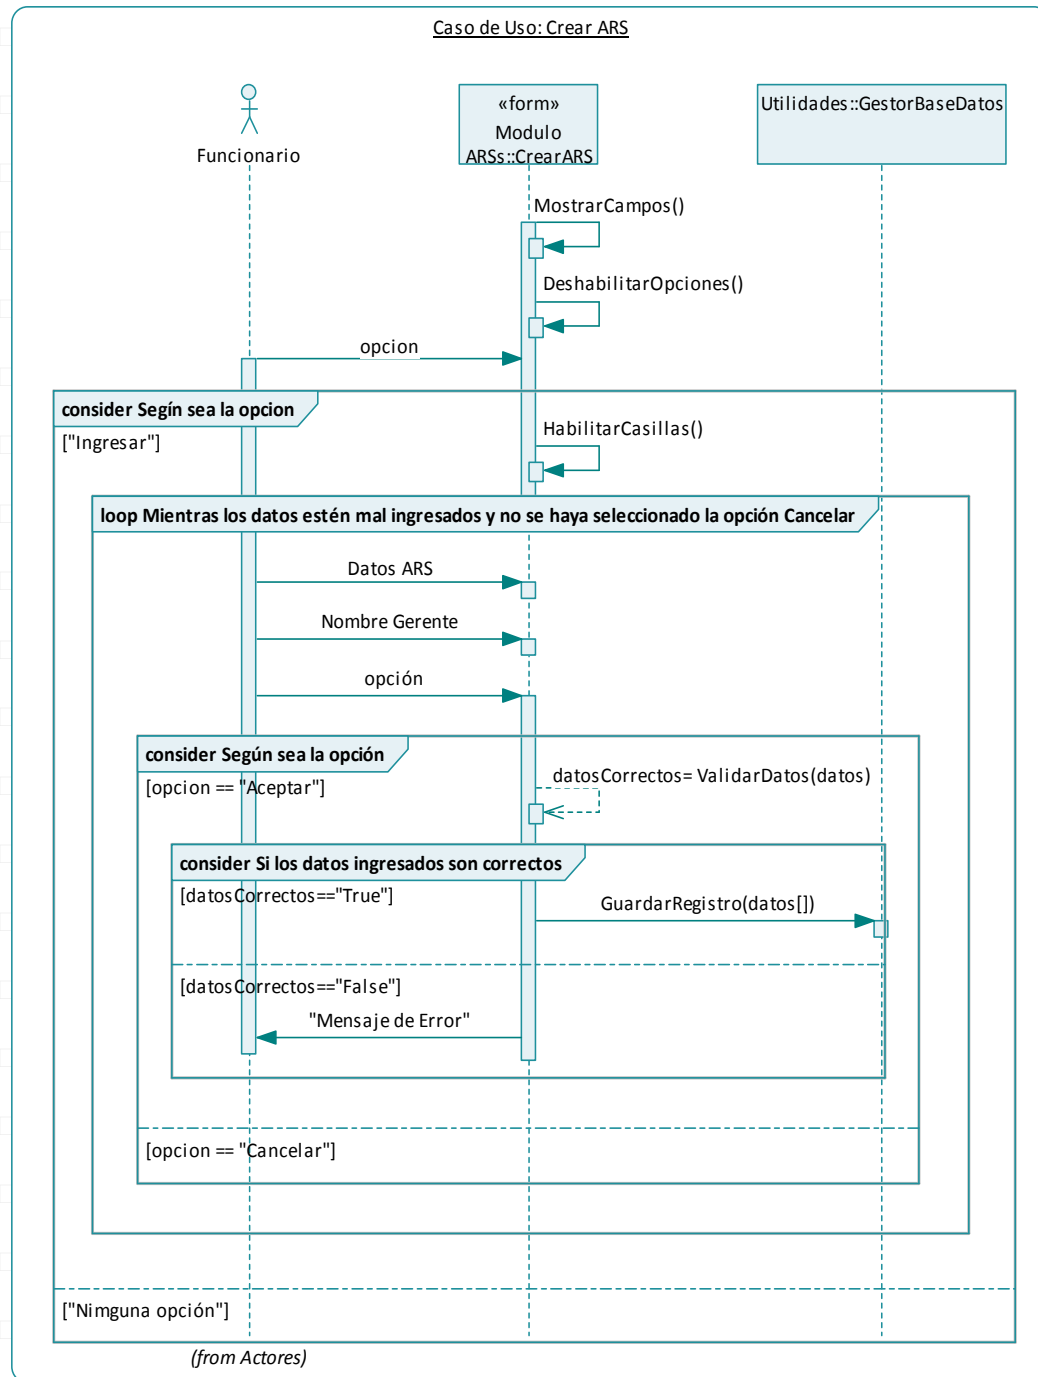 Caso de Uso: Crear ARS
Funcionario
«form»
Modulo
ARSs::CrearARS
Utilidades::GestorBaseDatos
MostrarCampos()
DeshabilitarOpciones()
opcion
consider Segín sea la opcion
["Ingresar"]
HabilitarCasillas()
loop Mientras los datos estén mal ingresados y no se haya seleccionado la opción Cancelar
Datos ARS
Nombre Gerente
opción
consider Según sea la opción
[opcion == "Aceptar"]
datosCorrectos= ValidarDatos(datos)
consider Si los datos ingresados son correctos
[datosCorrectos=="True"]
GuardarRegistro(datos[])
[datosCorrectos=="False"]
"Mensaje de Error"
[opcion == "Cancelar"]
["Nimguna opción"]
(from Actores)